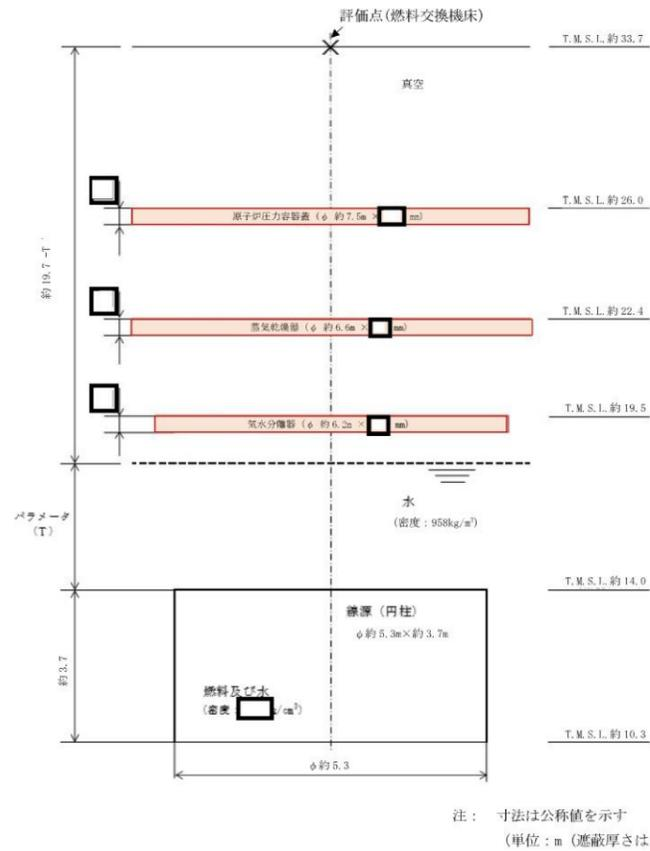 評価点(燃料交換機床)
T.M.S.L.約33.7
真空
T.M.S.L.約26.0
原子炉圧力容器蓋(φ 約7.5m × mm)
約19.7-T
T.M.S.L.約22.4
蒸気乾燥器(φ 約6.6m × mm)
T.M.S.L.約19.5
気水分離器(φ 約6.2m × mm)
水
(密度:958kg/m³)
パラメータ
(T)
T.M.S.L.約14.0
線源(円柱)
φ約5.3m×約3.7m
約3.7
燃料及び水
(密度: g/cm³)
T.M.S.L.約10.3
φ約5.3
注: 寸法は公称値を示す
(単位:m(遮蔽厚さは